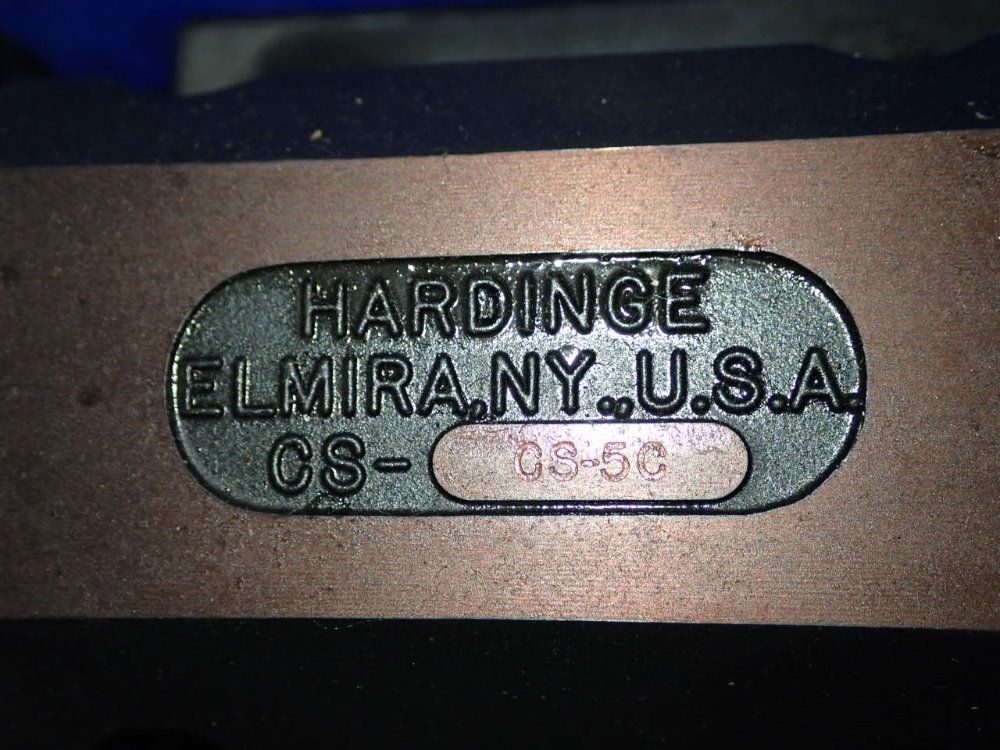 HARDINGE
ELMIRA,NY.,U.S.A.
CS- CS-5C